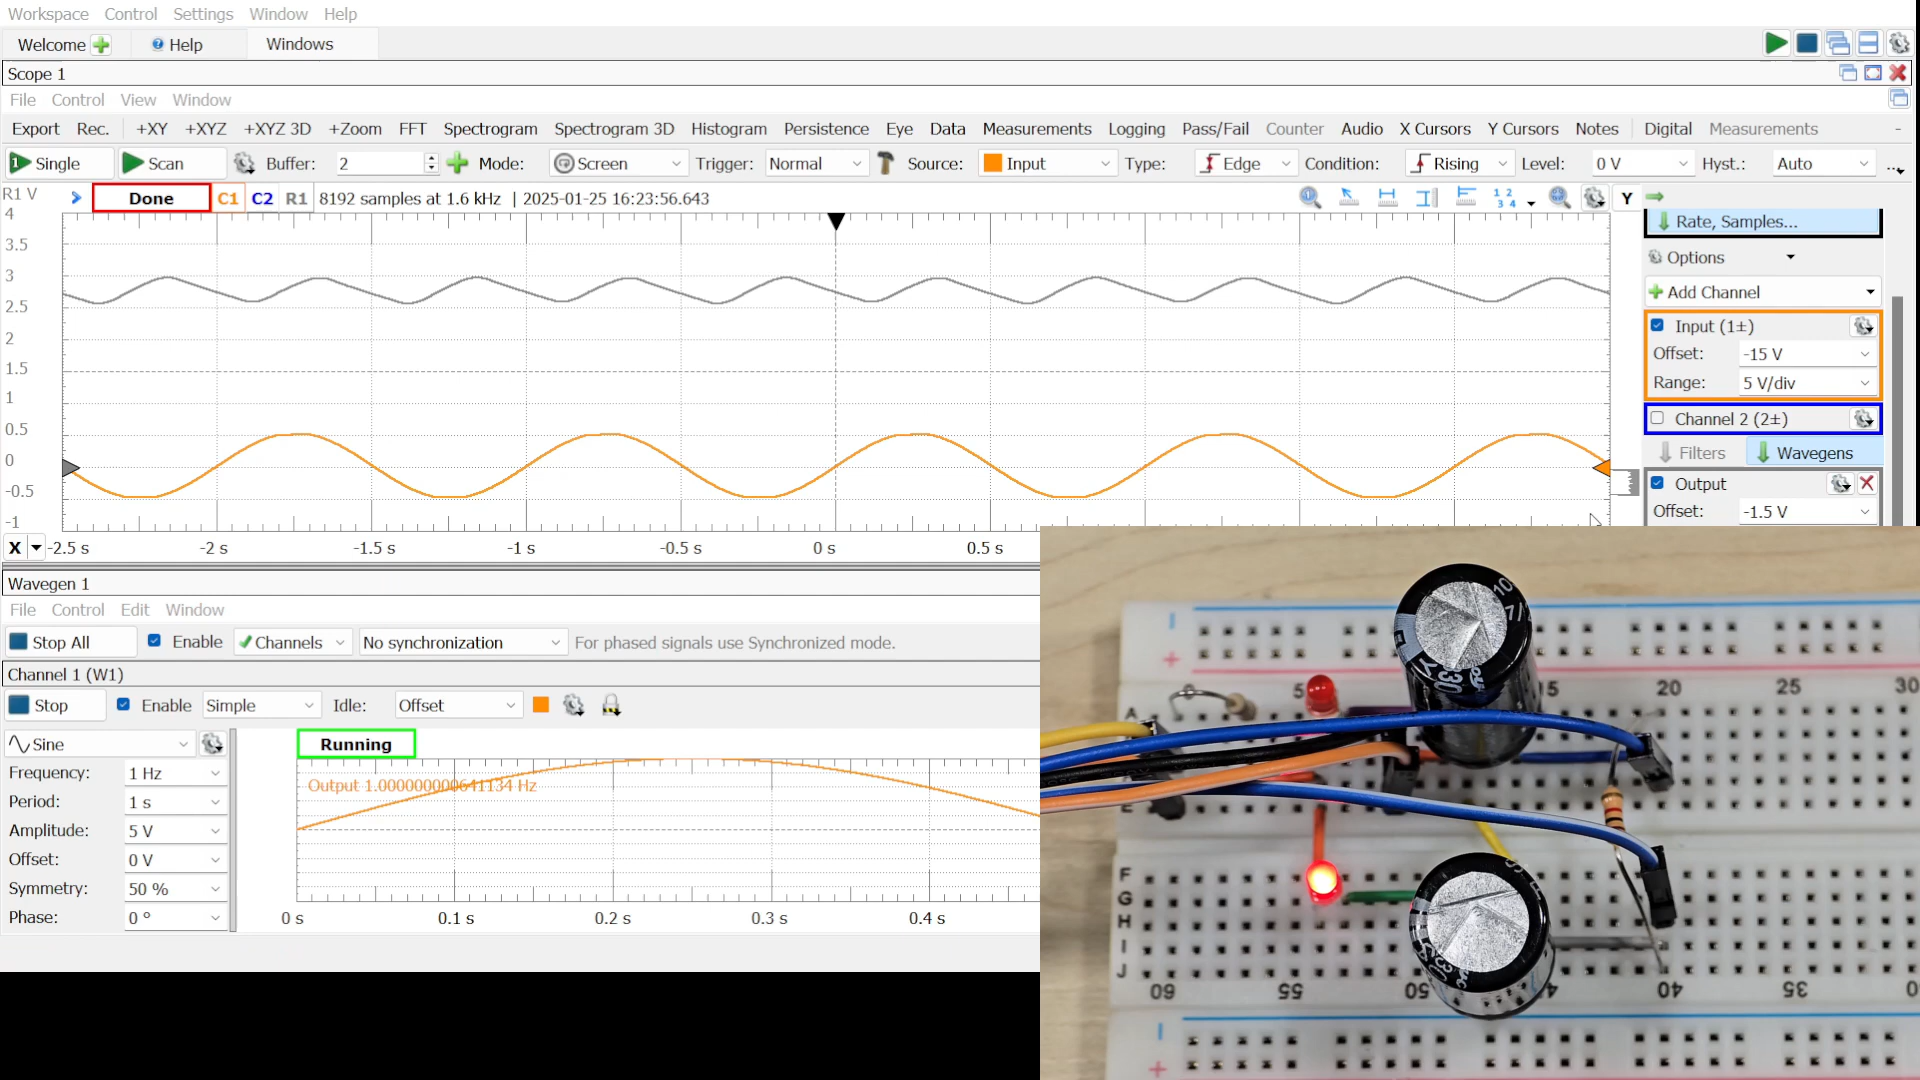 Workspace Control Settings Window Help
Welcome Help Windows
Scope 1
File Control View Window
Export Rec. +XY +XYZ +XYZ 3D +Zoom FFT Spectrogram Spectrogram 3D Histogram Persistence Eye Data Measurements Logging Pass/Fail Counter Audio X Cursors Y Cursors Notes Digital Measurements
Single Scan Buffer: 2 Mode: Screen Trigger: Normal Source: Input Type: Edge Condition: Rising Level: 0 V Hyst.: Auto
R1 V Done C1 C2 R1 8192 samples at 1.6 kHz | 2025-01-25 16:23:56.643 Y
4
3.5
3
2.5
2
1.5
1
0.5
0
-0.5
-1
X -2.5 s -2 s -1.5 s -1 s -0.5 s 0 s 0.5 s
Rate, Samples...
Options
Add Channel
Input (1±)
Offset: -15 V
Range: 5 V/div
Channel 2 (2±)
Filters Wavegens
Output
Offset: -1.5 V
Wavegen 1
File Control Edit Window
Stop All Enable Channels No synchronization For phased signals use Synchronized mode.
Channel 1 (W1)
Stop Enable Simple Idle: Offset
Sine Running
Frequency: 1 Hz
Period: 1 s
Amplitude: 5 V
Offset: 0 V
Symmetry: 50 %
Phase: 0 °
Output 1.000000000641134 Hz
0 s 0.1 s 0.2 s 0.3 s 0.4 s
5 15 20 25 30
A
E
F
G
H
I
J
60 55 50 40 35